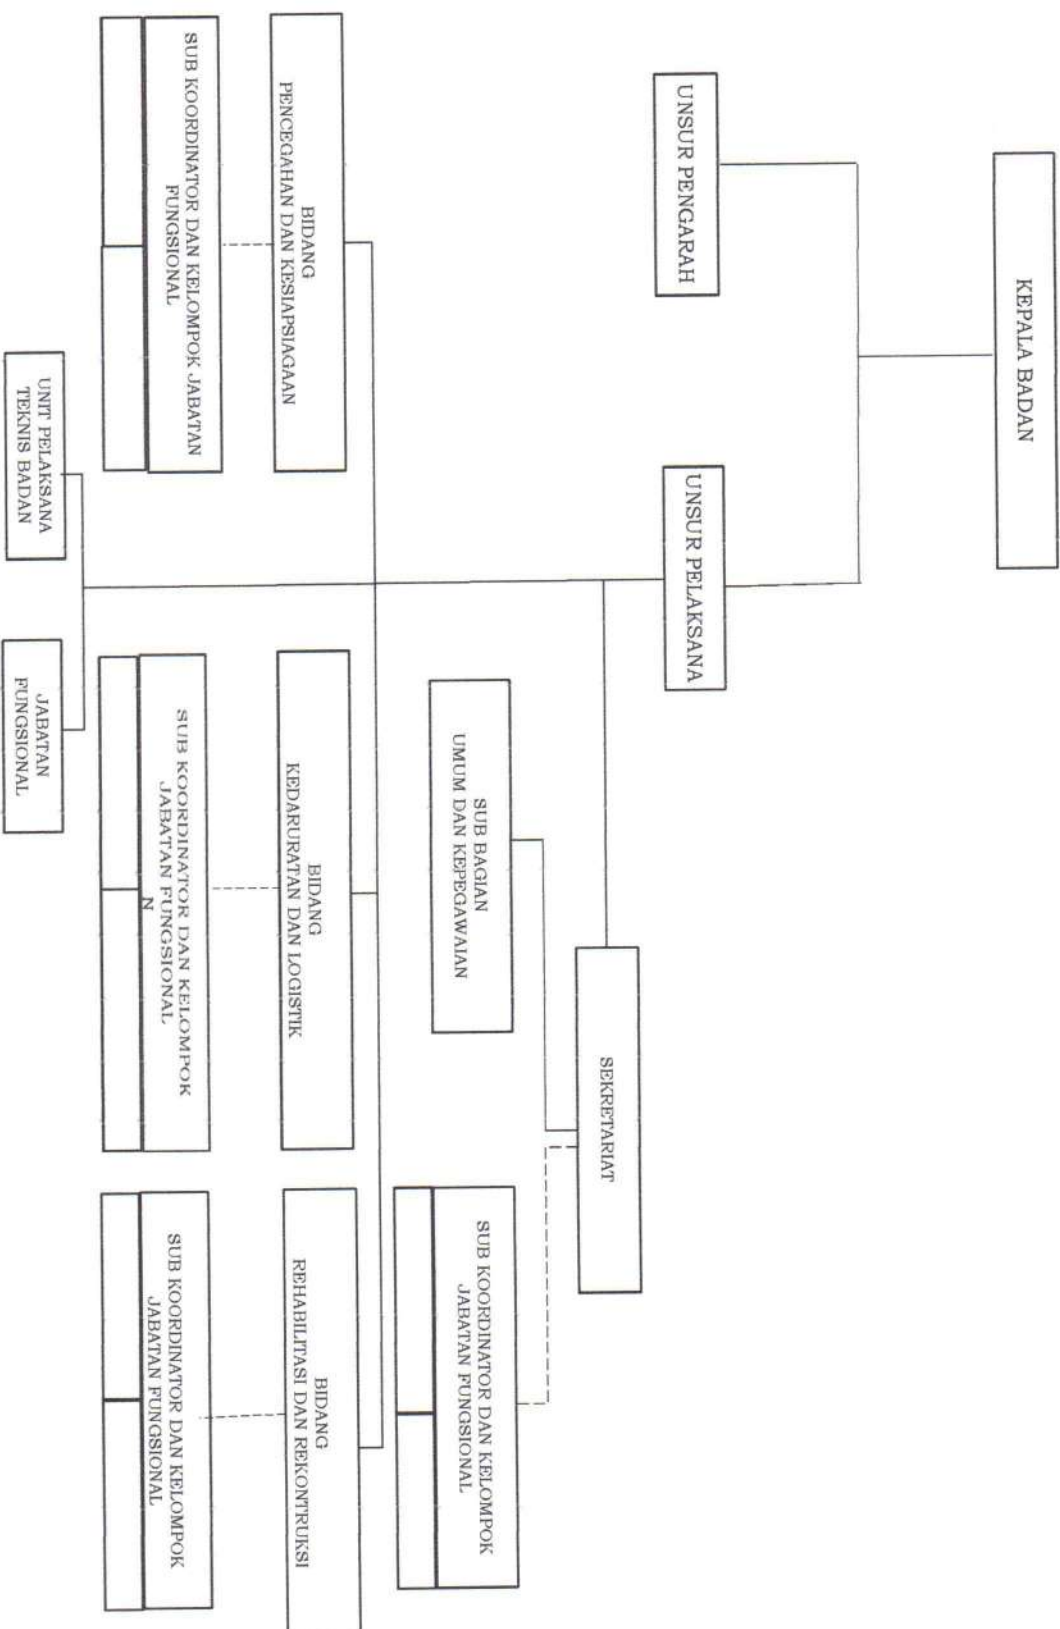 KEPALA BADAN
UNSUR PENGARAH
UNSUR PELAKSANA
SEKRETARIAT
SUB BAGIAN
UMUM DAN KEPEGAWAIAN
SUB KOORDINATOR DAN KELOMPOK
JABATAN FUNGSIONAL
BIDANG
PENCEGAHAN DAN KESIAPSIAGAAN
BIDANG
KEDARURATAN DAN LOGISTIK
BIDANG
REHABILITASI DAN REKONTRUKSI
SUB KOORDINATOR DAN KELOMPOK JABATAN
FUNGSIONAL
SUB KOORDINATOR DAN KELOMPOK
JABATAN FUNGSIONAL
N
SUB KOORDINATOR DAN KELOMPOK
JABATAN FUNGSIONAL
UNIT PELAKSANA
TEKNIS BADAN
JABATAN
FUNGSIONAL